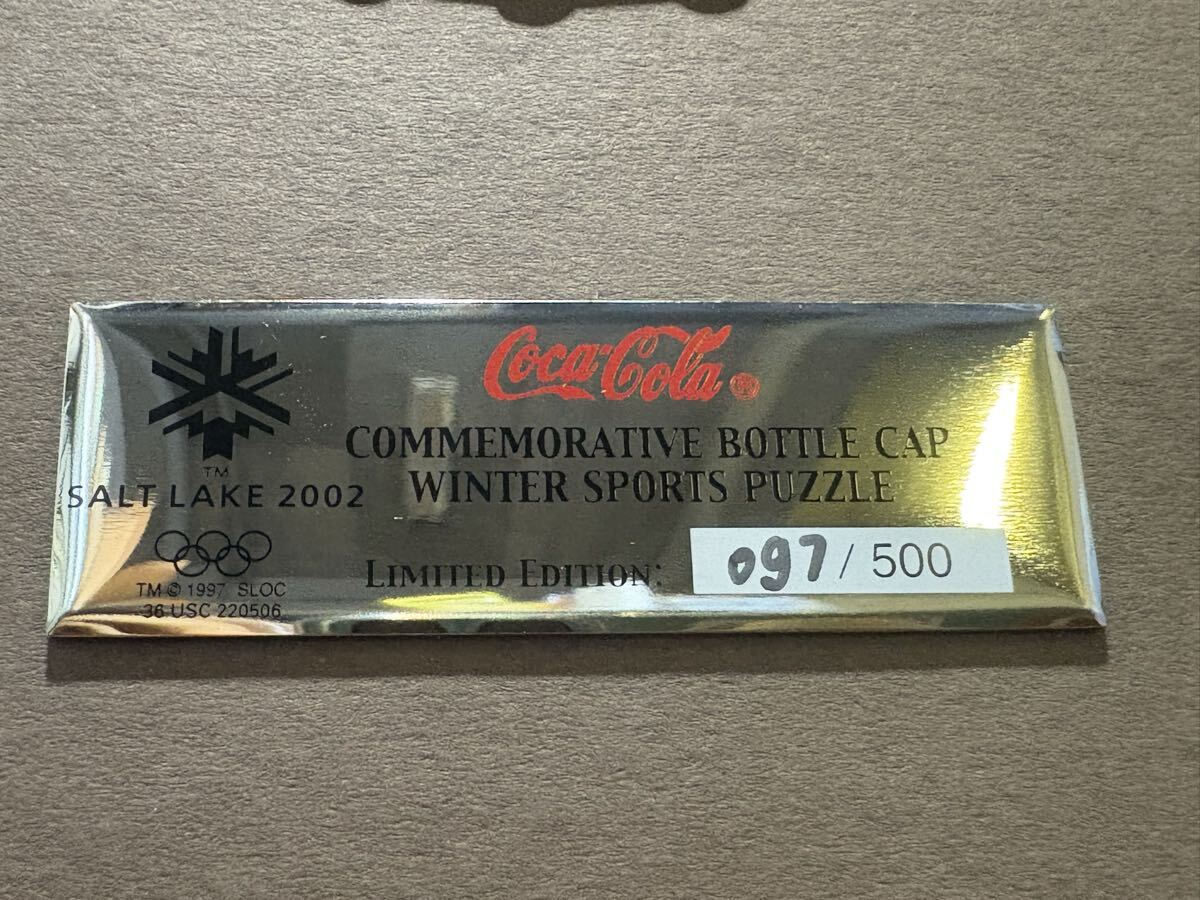 Coca-Cola ®
COMMEMORATIVE BOTTLE CAP
WINTER SPORTS PUZZLE
LIMITED EDITION: 097 / 500
TM
SALT LAKE 2002
TM © 1997 SLOC
36 USC 220506